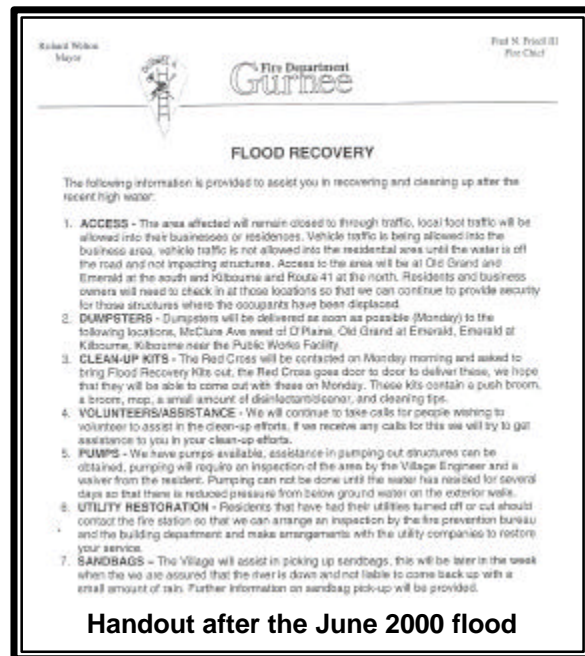 Richard Welton
Mayor
Fred N. Friedl III
Fire Chief
Fire Department
Gurnee
FLOOD RECOVERY
The following information is provided to assist you in recovering and cleaning up after the
recent high water:
1. ACCESS - The area affected will remain closed to through traffic, local foot traffic will be
allowed into their businesses or residences. Vehicle traffic is being allowed into the
business area, vehicle traffic is not allowed into the residential area until the water is off
the road and not impacting structures. Access to the area will be at Old Grand and
Emerald at the south and Kilbourne and Route 41 at the north. Residents and business
owners will need to check in at those locations so that we can continue to provide security
for those structures where the occupants have been displaced.
2. DUMPSTERS - Dumpsters will be delivered as soon as possible (Monday) to the
following locations, McClure Ave west of O'Plaine, Old Grand at Emerald, Emerald at
Kilbourne, Kilbourne near the Public Works Facility.
3. CLEAN-UP KITS - The Red Cross will be contacted on Monday morning and asked to
bring Flood Recovery Kits out, the Red Cross goes door to door to deliver these, we hope
that they will be able to come out with these on Monday. These kits contain a push broom,
a broom, mop, a small amount of disinfectant/cleaner, and cleaning tips.
4. VOLUNTEERS/ASSISTANCE - We will continue to take calls for people wishing to
volunteer to assist in the clean-up efforts, if we receive any calls for this we will try to get
assistance to you in your clean-up efforts.
5. PUMPS - We have pumps available, assistance in pumping out structures can be
obtained, pumping will require an inspection of the area by the Village Engineer and a
waiver from the resident. Pumping can not be done until the water has resided for several
days so that there is reduced pressure from below ground water on the exterior walls.
6. UTILITY RESTORATION - Residents that have had their utilities turned off or cut should
contact the fire station so that we can arrange an inspection by the fire prevention bureau
and the building department and make arrangements with the utility companies to restore
your service.
7. SANDBAGS - The Village will assist in picking up sandbags, this will be later in the week
when the we are assured that the river is down and not liable to come back up with a
small amount of rain. Further information on sandbag pick-up will be provided.
Handout after the June 2000 flood